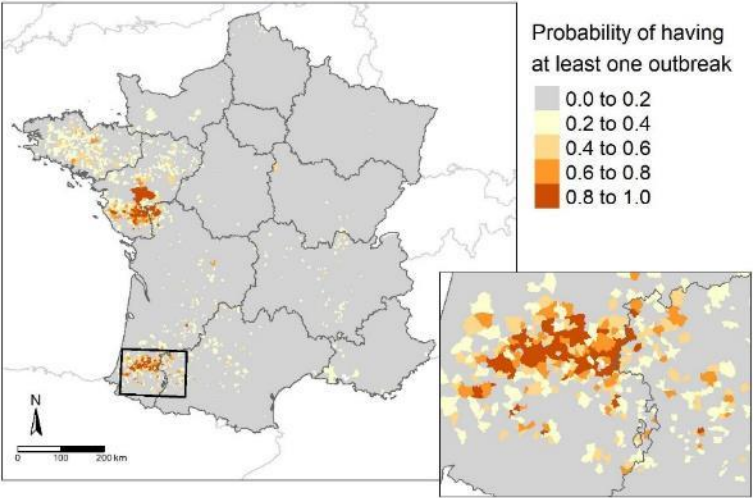 Probability of having
at least one outbreak
0.0 to 0.2
0.2 to 0.4
0.4 to 0.6
0.6 to 0.8
0.8 to 1.0
N
0 100 200 km